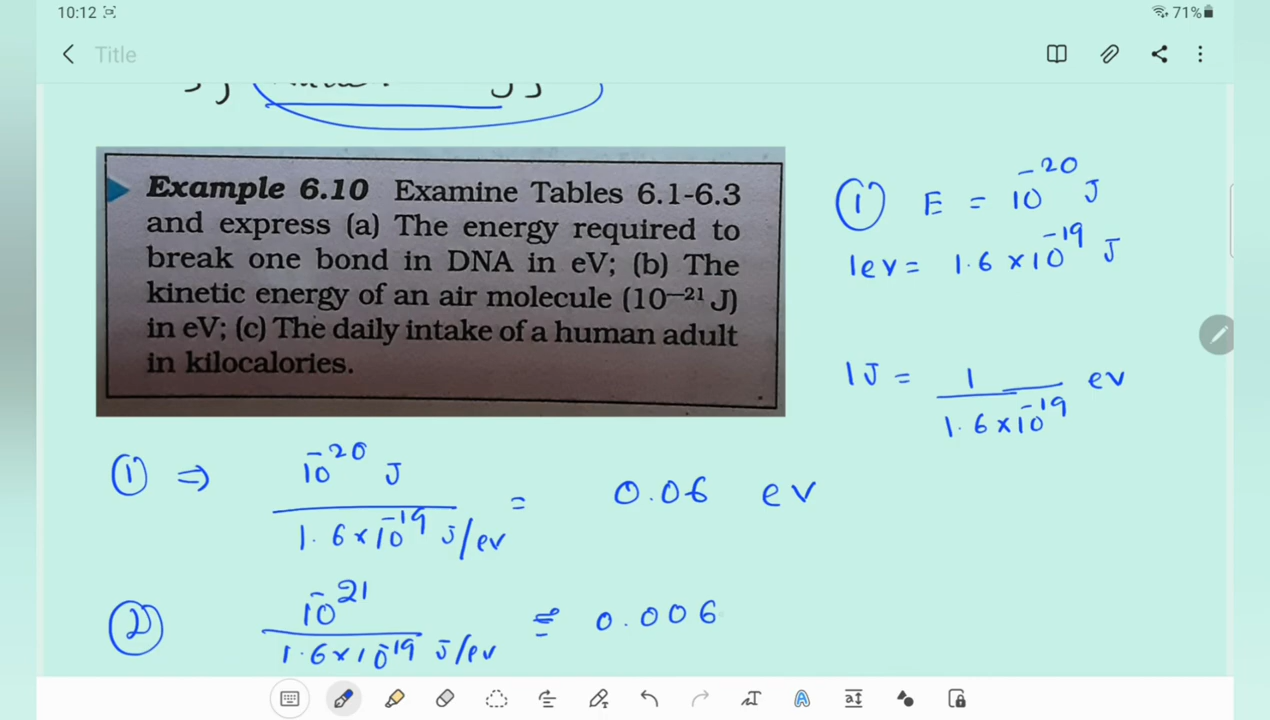 10:12
71%
Title
Example 6.10 Examine Tables 6.1-6.3
and express (a) The energy required to
break one bond in DNA in eV; (b) The
kinetic energy of an air molecule (10⁻²¹ J)
in eV; (c) The daily intake of a human adult
in kilocalories.
① E = 10⁻²⁰ J
1ev = 1.6 × 10⁻¹⁹ J
1J = 1 / 1.6×10⁻¹⁹ ev
① ⇒ 10⁻²⁰ J / 1.6×10⁻¹⁹ J/ev = 0.06 ev
② 10⁻²¹ / 1.6×10⁻¹⁹ J/ev = 0.006